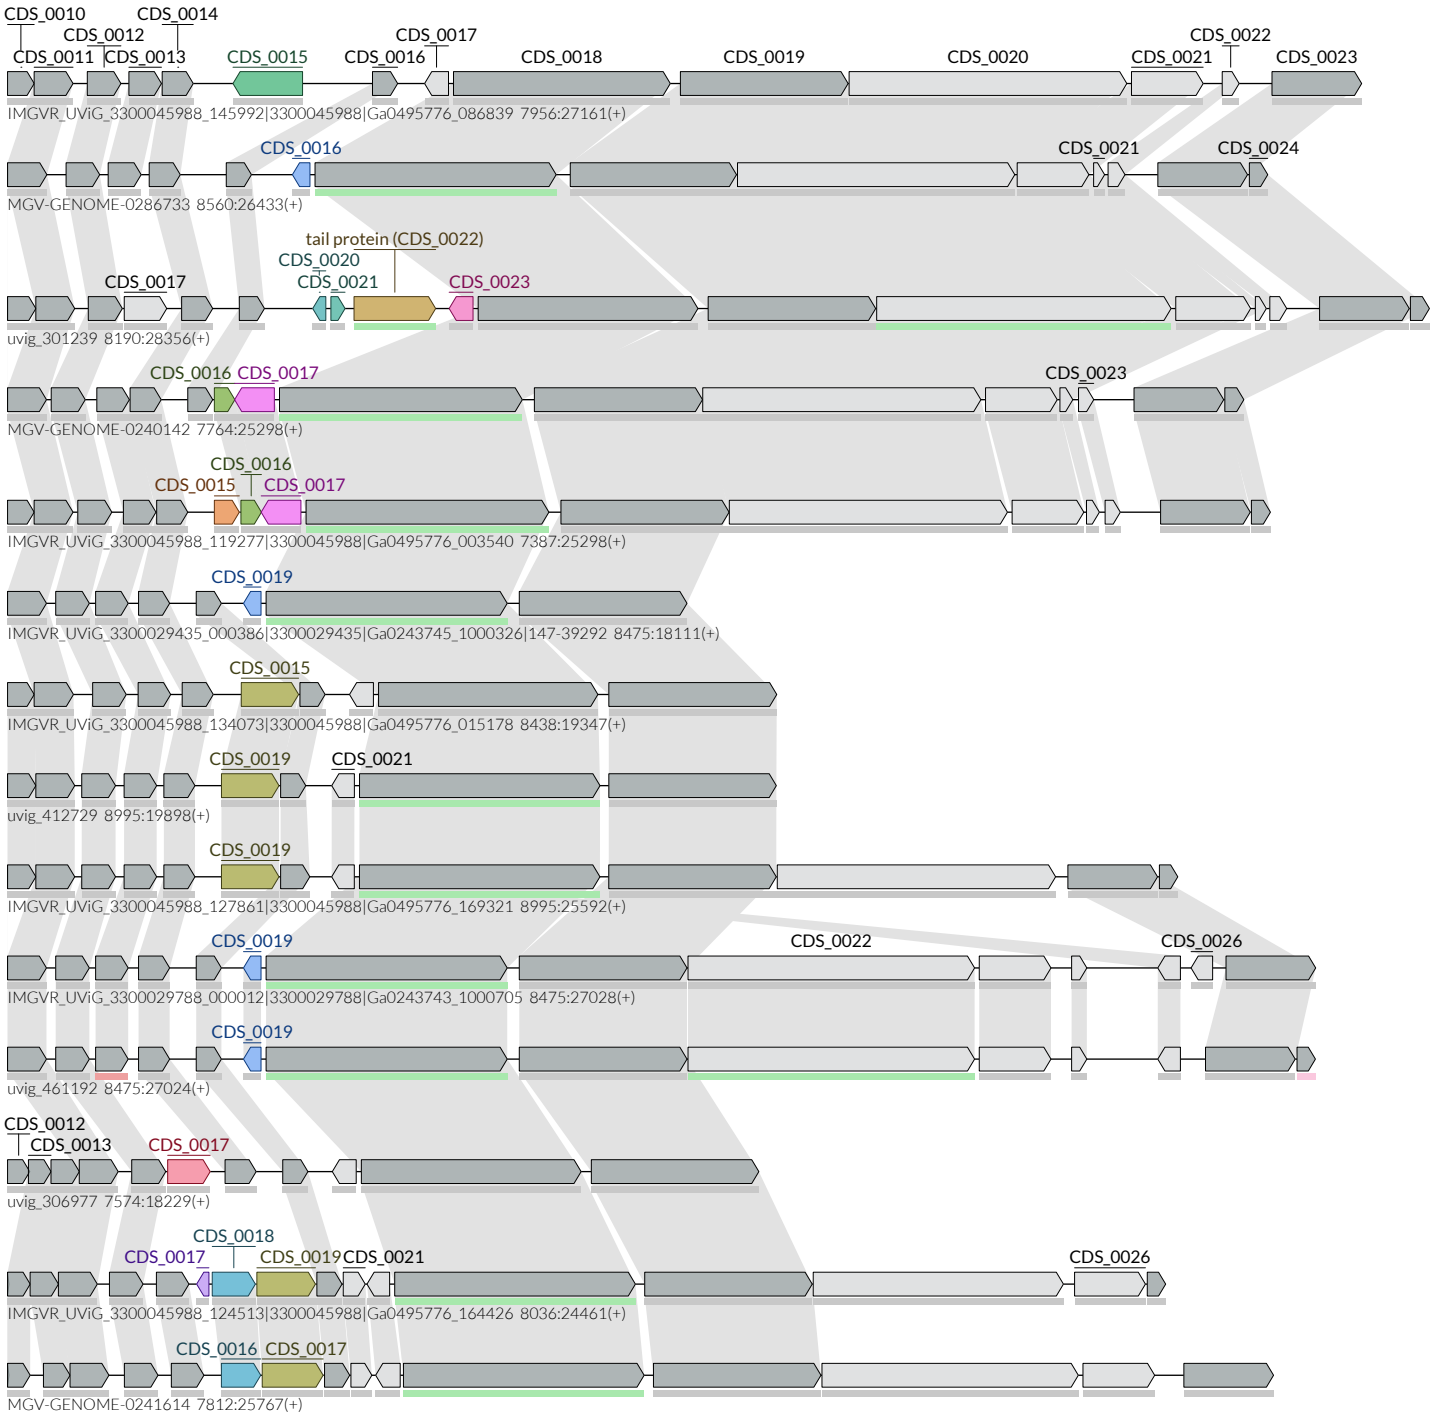 CDS_0010 CDS_0014
CDS_0012 CDS_0017 CDS_0022
CDS_0011 CDS_0013 CDS_0015 CDS_0016 CDS_0018 CDS_0019 CDS_0020 CDS_0021 CDS_0023
IMGVR_UViG_3300045988_145992|3300045988|Ga0495776_086839 7956:27161(+)
CDS_0016 CDS_0021 CDS_0024
MGV-GENOME-0286733 8560:26433(+)
tail protein (CDS_0022)
CDS_0020
CDS_0017 CDS_0021 CDS_0023
uvig_301239 8190:28356(+)
CDS_0016 CDS_0017 CDS_0023
MGV-GENOME-0240142 7764:25298(+)
CDS_0016
CDS_0015 CDS_0017
IMGVR_UViG_3300045988_119277|3300045988|Ga0495776_003540 7387:25298(+)
CDS_0019
IMGVR_UViG_3300029435_000386|3300029435|Ga0243745_1000326|147-39292 8475:18111(+)
CDS_0015
IMGVR_UViG_3300045988_134073|3300045988|Ga0495776_015178 8438:19347(+)
CDS_0019 CDS_0021
uvig_412729 8995:19898(+)
CDS_0019
IMGVR_UViG_3300045988_127861|3300045988|Ga0495776_169321 8995:25592(+)
CDS_0019 CDS_0022 CDS_0026
IMGVR_UViG_3300029788_000012|3300029788|Ga0243743_1000705 8475:27028(+)
CDS_0019
uvig_461192 8475:27024(+)
CDS_0012
CDS_0013 CDS_0017
uvig_306977 7574:18229(+)
CDS_0018
CDS_0017 CDS_0019 CDS_0021 CDS_0026
IMGVR_UViG_3300045988_124513|3300045988|Ga0495776_164426 8036:24461(+)
CDS_0016 CDS_0017
MGV-GENOME-0241614 7812:25767(+)